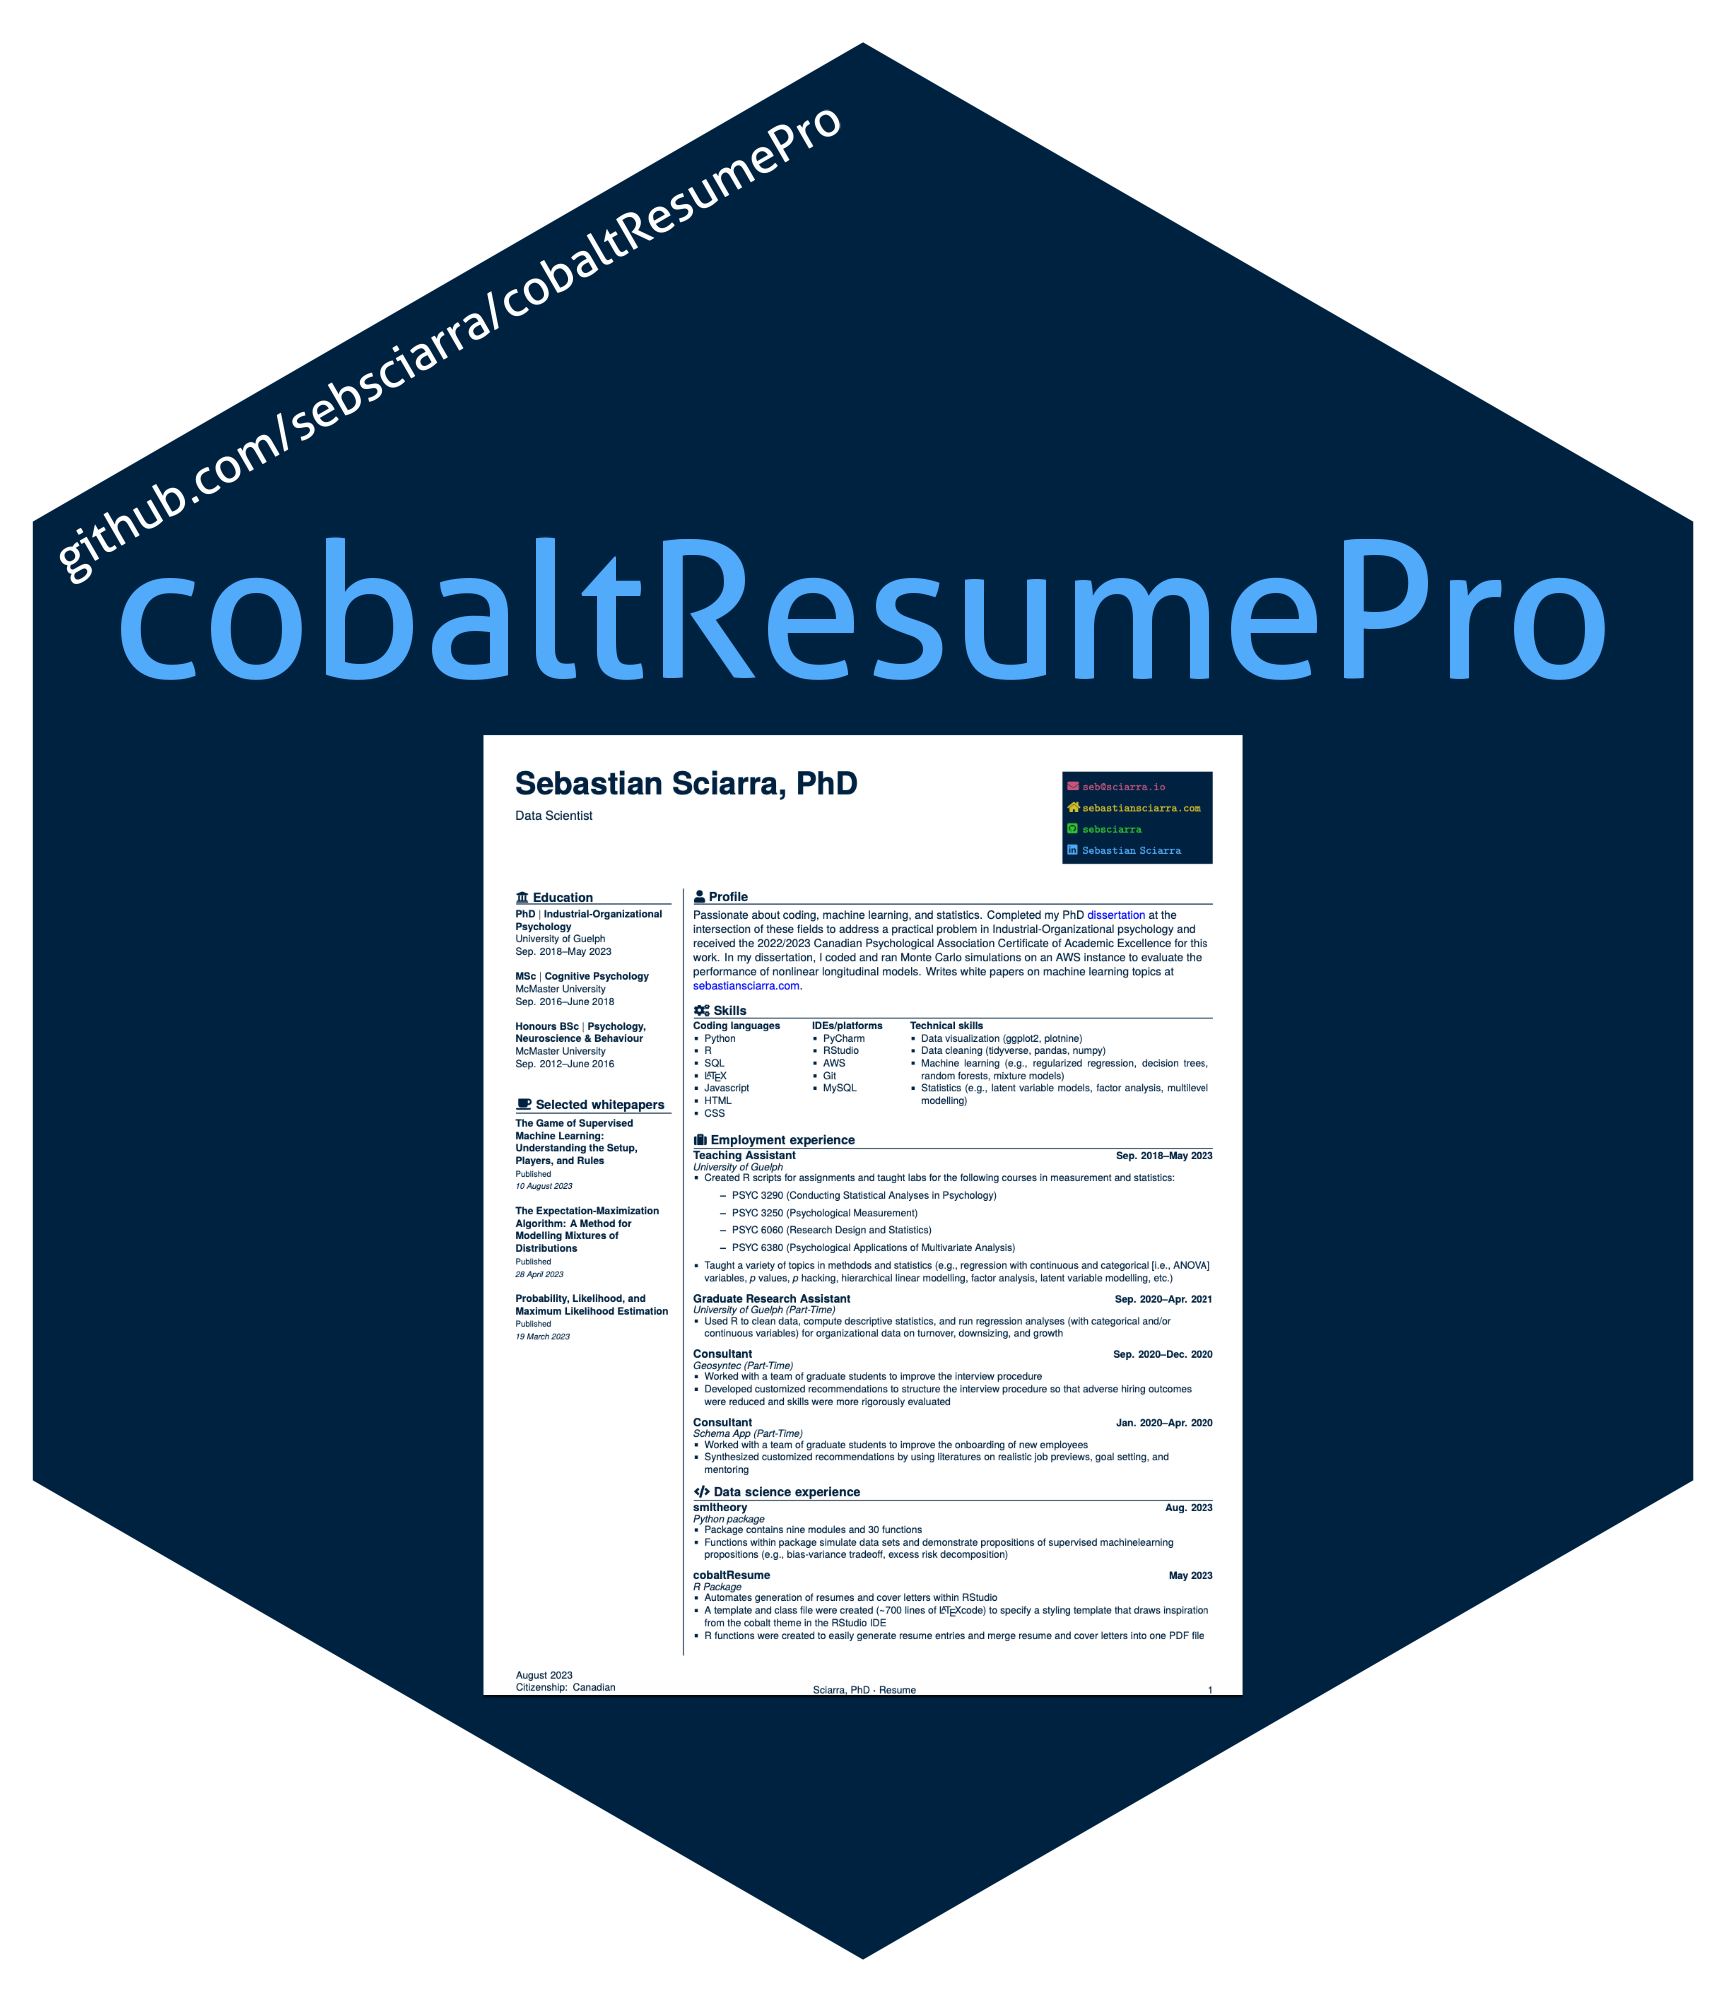 github.com/sebsciarra/cobaltResumePro
cobaltResumePro
Sebastian Sciarra, PhD
Data Scientist
seb@sciarra.io
sebastiansciarra.com
sebsciarra
Sebastian Sciarra
Education
PhD | Industrial-Organizational
Psychology
University of Guelph
Sep. 2018–May 2023
MSc | Cognitive Psychology
McMaster University
Sep. 2016–June 2018
Honours BSc | Psychology,
Neuroscience & Behaviour
McMaster University
Sep. 2012–June 2016
Selected whitepapers
The Game of Supervised
Machine Learning:
Understanding the Setup,
Players, and Rules
Published
10 August 2023
The Expectation-Maximization
Algorithm: A Method for
Modelling Mixtures of
Distributions
Published
28 April 2023
Probability, Likelihood, and
Maximum Likelihood Estimation
Published
19 March 2023
Profile
Passionate about coding, machine learning, and statistics. Completed my PhD dissertation at the
intersection of these fields to address a practical problem in Industrial-Organizational psychology and
received the 2022/2023 Canadian Psychological Association Certificate of Academic Excellence for this
work. In my dissertation, I coded and ran Monte Carlo simulations on an AWS instance to evaluate the
performance of nonlinear longitudinal models. Writes white papers on machine learning topics at
sebastiansciarra.com.
Skills
Coding languages
▪ Python
▪ R
▪ SQL
▪ LATEX
▪ Javascript
▪ HTML
▪ CSS
IDEs/platforms
▪ PyCharm
▪ RStudio
▪ AWS
▪ Git
▪ MySQL
Technical skills
▪ Data visualization (ggplot2, plotnine)
▪ Data cleaning (tidyverse, pandas, numpy)
▪ Machine learning (e.g., regularized regression, decision trees,
random forests, mixture models)
▪ Statistics (e.g., latent variable models, factor analysis, multilevel
modelling)
Employment experience
Teaching Assistant Sep. 2018–May 2023
University of Guelph
▪ Created R scripts for assignments and taught labs for the following courses in measurement and statistics:
– PSYC 3290 (Conducting Statistical Analyses in Psychology)
– PSYC 3250 (Psychological Measurement)
– PSYC 6060 (Research Design and Statistics)
– PSYC 6380 (Psychological Applications of Multivariate Analysis)
▪ Taught a variety of topics in methdods and statistics (e.g., regression with continuous and categorical [i.e., ANOVA]
variables, p values, p hacking, hierarchical linear modelling, factor analysis, latent variable modelling, etc.)
Graduate Research Assistant Sep. 2020–Apr. 2021
University of Guelph (Part-Time)
▪ Used R to clean data, compute descriptive statistics, and run regression analyses (with categorical and/or
continuous variables) for organizational data on turnover, downsizing, and growth
Consultant Sep. 2020–Dec. 2020
Geosyntec (Part-Time)
▪ Worked with a team of graduate students to improve the interview procedure
▪ Developed customized recommendations to structure the interview procedure so that adverse hiring outcomes
were reduced and skills were more rigorously evaluated
Consultant Jan. 2020–Apr. 2020
Schema App (Part-Time)
▪ Worked with a team of graduate students to improve the onboarding of new employees
▪ Synthesized customized recommendations by using literatures on realistic job previews, goal setting, and
mentoring
Data science experience
smltheory Aug. 2023
Python package
▪ Package contains nine modules and 30 functions
▪ Functions within package simulate data sets and demonstrate propositions of supervised machinelearning
propositions (e.g., bias-variance tradeoff, excess risk decomposition)
cobaltResume May 2023
R Package
▪ Automates generation of resumes and cover letters within RStudio
▪ A template and class file were created (~700 lines of LATEXcode) to specify a styling template that draws inspiration
from the cobalt theme in the RStudio IDE
▪ R functions were created to easily generate resume entries and merge resume and cover letters into one PDF file
August 2023
Citizenship: Canadian
Sciarra, PhD · Resume
1